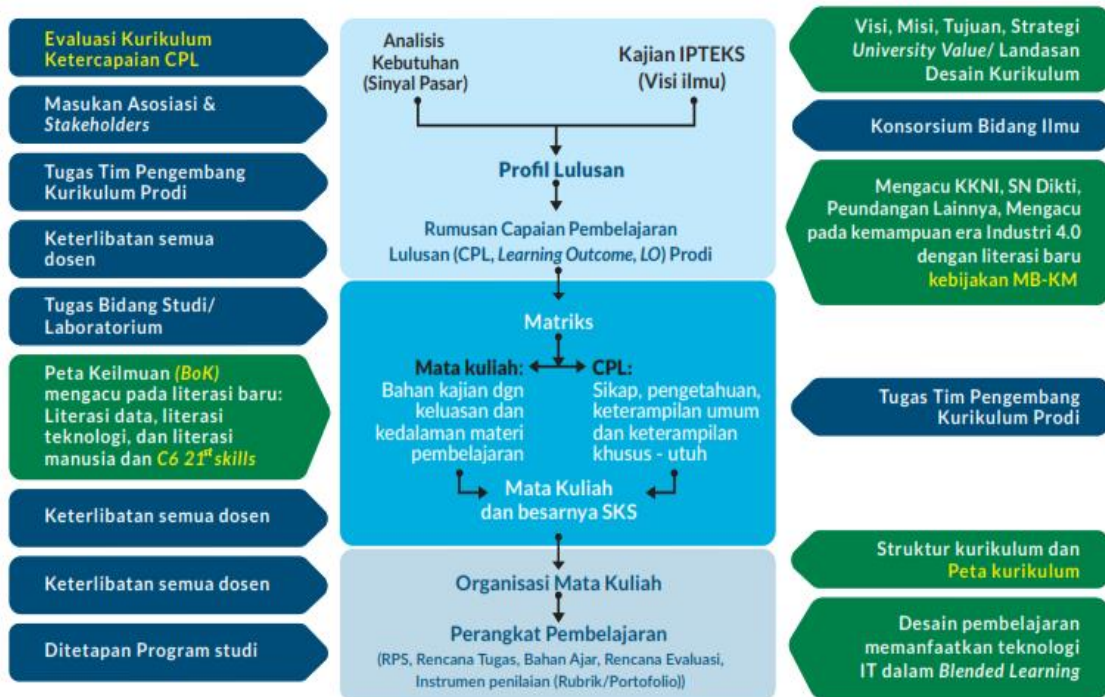 Evaluasi Kurikulum
Ketercapaian CPL
Masukan Asosiasi &
Stakeholders
Tugas Tim Pengembang
Kurikulum Prodi
Keterlibatan semua
dosen
Tugas Bidang Studi/
Laboratorium
Peta Keilmuan (BoK)
mengacu pada literasi baru:
Literasi data, literasi
teknologi, dan literasi
manusia dan C6 21st skills
Keterlibatan semua dosen
Keterlibatan semua dosen
Ditetapan Program studi
Analisis
Kebutuhan
(Sinyal Pasar)
Kajian IPTEKS
(Visi ilmu)
Profil Lulusan
Rumusan Capaian Pembelajaran
Lulusan (CPL, Learning Outcome, LO) Prodi
Matriks
Mata kuliah:
Bahan kajian dgn
keluasan dan
kedalaman materi
pembelajaran
CPL:
Sikap, pengetahuan,
keterampilan umum
dan keterampilan
khusus - utuh
Mata Kuliah
dan besarnya SKS
Organisasi Mata Kuliah
Perangkat Pembelajaran
(RPS, Rencana Tugas, Bahan Ajar, Rencana Evaluasi,
Instrumen penilaian (Rubrik/Portofolio))
Visi, Misi, Tujuan, Strategi
University Value/ Landasan
Desain Kurikulum
Konsorsium Bidang Ilmu
Mengacu KKNI, SN Dikti,
Peundangan Lainnya, Mengacu
pada kemampuan era Industri 4.0
dengan literasi baru
kebijakan MB-KM
Tugas Tim Pengembang
Kurikulum Prodi
Struktur kurikulum dan
Peta kurikulum
Desain pembelajaran
memanfaatkan teknologi
IT dalam Blended Learning